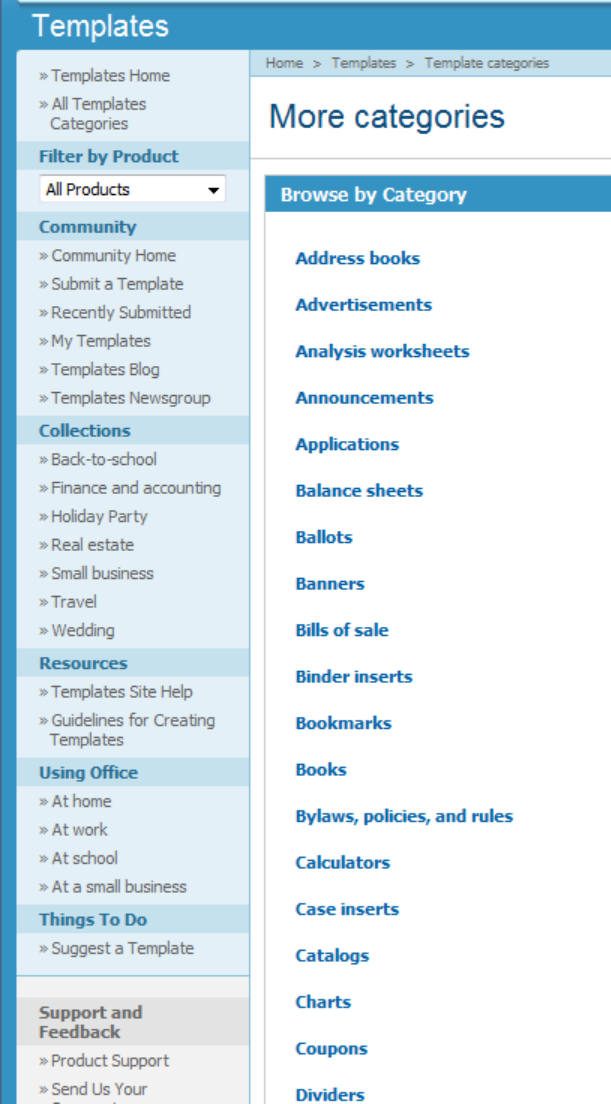 Templates
» Templates Home
» All Templates
Categories
Filter by Product
All Products
Community
» Community Home
» Submit a Template
» Recently Submitted
» My Templates
» Templates Blog
» Templates Newsgroup
Collections
» Back-to-school
» Finance and accounting
» Holiday Party
» Real estate
» Small business
» Travel
» Wedding
Resources
» Templates Site Help
» Guidelines for Creating
Templates
Using Office
» At home
» At work
» At school
» At a small business
Things To Do
» Suggest a Template
Support and
Feedback
» Product Support
» Send Us Your
Home > Templates > Template categories
More categories
Browse by Category
Address books
Advertisements
Analysis worksheets
Announcements
Applications
Balance sheets
Ballots
Banners
Bills of sale
Binder inserts
Bookmarks
Books
Bylaws, policies, and rules
Calculators
Case inserts
Catalogs
Charts
Coupons
Dividers